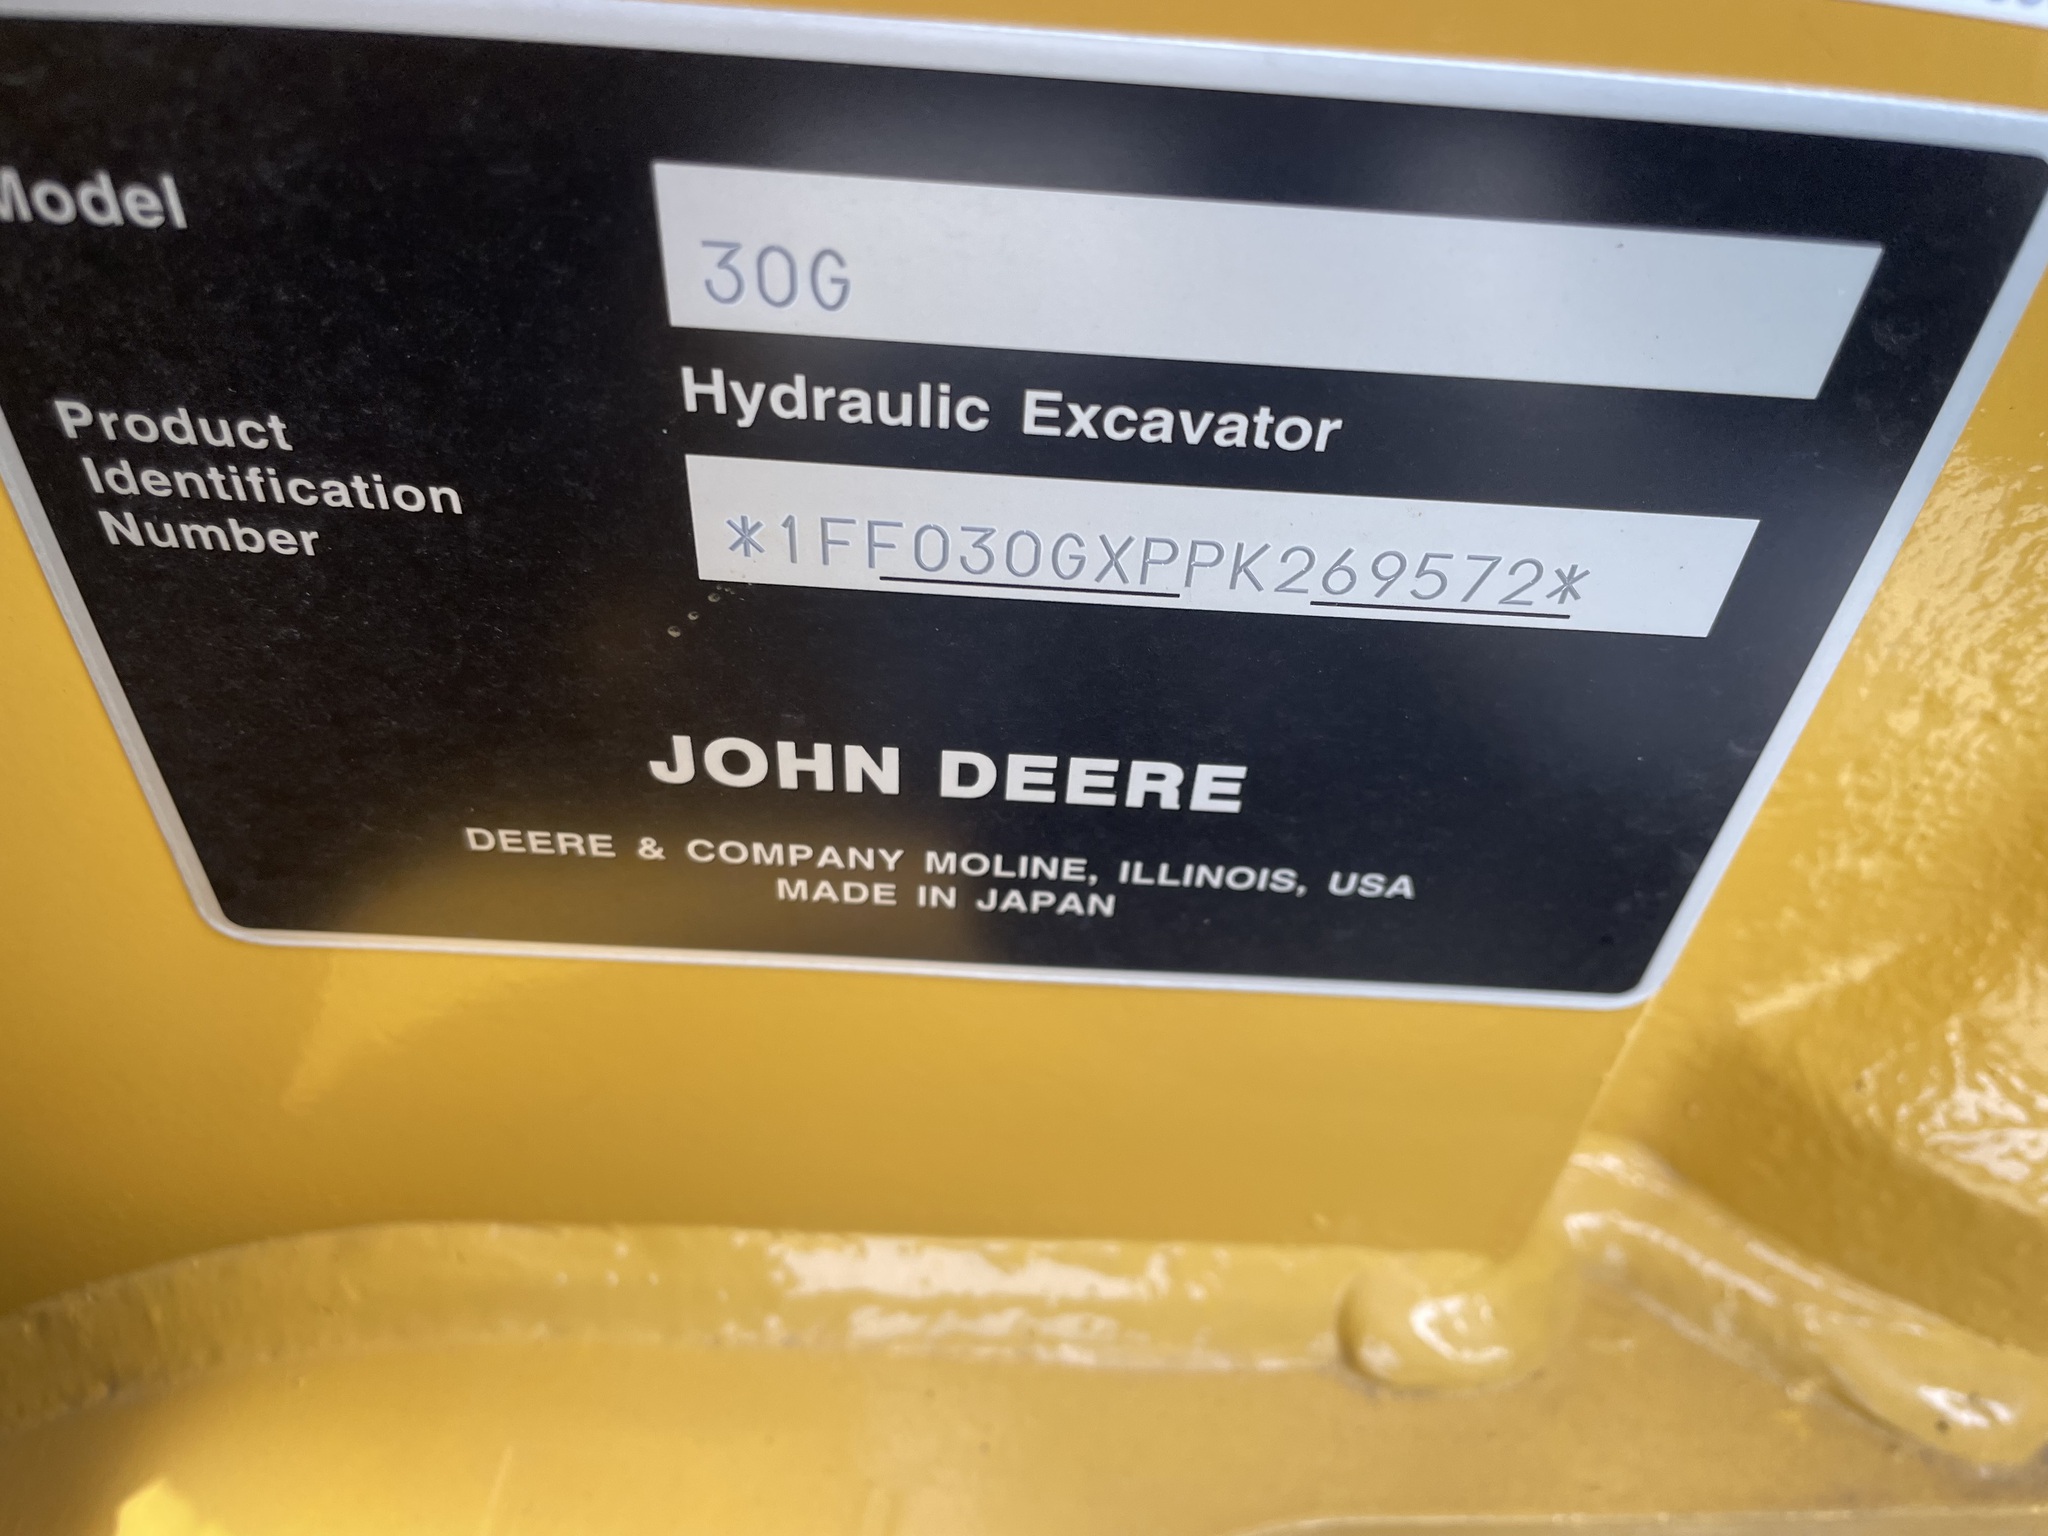 Model
30G
Hydraulic Excavator
Product
Identification
Number
*1FF030GXPPK269572*
JOHN DEERE
DEERE & COMPANY MOLINE, ILLINOIS, USA
MADE IN JAPAN